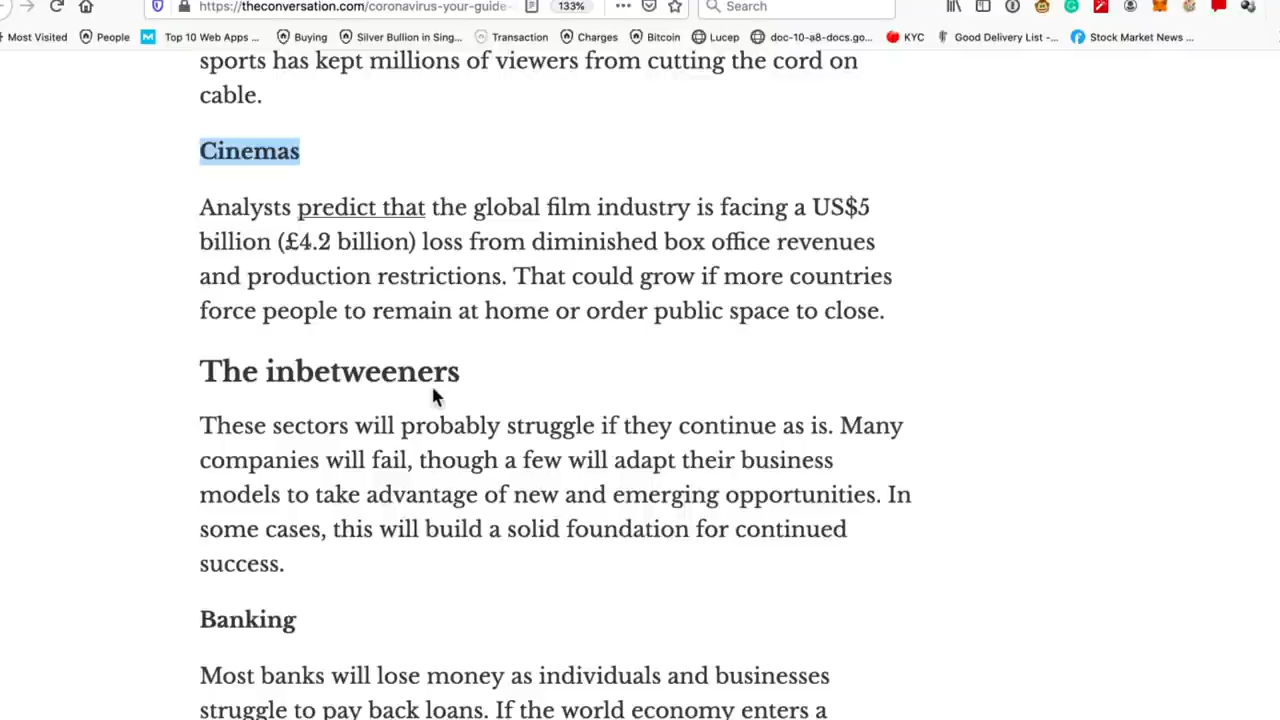 https://theconversation.com/coronavirus-your-guide-
133%
Search
Most Visited
People
Top 10 Web Apps ...
Buying
Silver Bullion in Sing...
Transaction
Charges
Bitcoin
Lucep
doc-10-a8-docs.go...
KYC
Good Delivery List -...
Stock Market News ...
sports has kept millions of viewers from cutting the cord on
cable.
Cinemas
Analysts predict that the global film industry is facing a US$5
billion (£4.2 billion) loss from diminished box office revenues
and production restrictions. That could grow if more countries
force people to remain at home or order public space to close.
The inbetweeners
These sectors will probably struggle if they continue as is. Many
companies will fail, though a few will adapt their business
models to take advantage of new and emerging opportunities. In
some cases, this will build a solid foundation for continued
success.
Banking
Most banks will lose money as individuals and businesses
struggle to pay back loans. If the world economy enters a